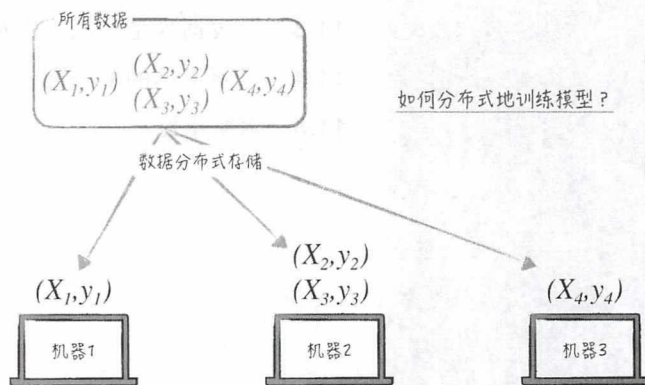 所有数据
(X₁,y₁) (X₂,y₂) (X₄,y₄)
(X₃,y₃)
如何分布式地训练模型？
数据分布式存储
(X₂,y₂)
(X₁,y₁) (X₃,y₃) (X₄,y₄)
机器1 机器2 机器3